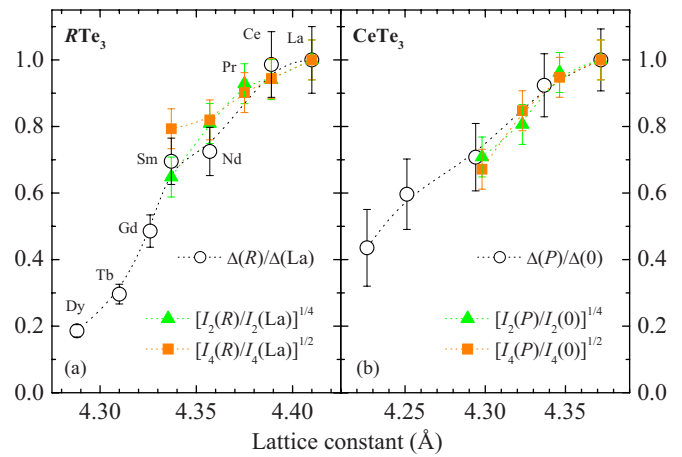 RTe₃
CeTe₃
Ce
La
Pr
Sm
Nd
Gd
Tb
Dy
Δ(R)/Δ(La)
[I₂(R)/I₂(La)]^1/4
[I₄(R)/I₄(La)]^1/2
(a)
Δ(P)/Δ(0)
[I₂(P)/I₂(0)]^1/4
[I₄(P)/I₄(0)]^1/2
(b)
1.0
0.8
0.6
0.4
0.2
0.0
1.0
0.8
0.6
0.4
0.2
0.0
4.30 4.35 4.40 4.25 4.30 4.35
Lattice constant (Å)